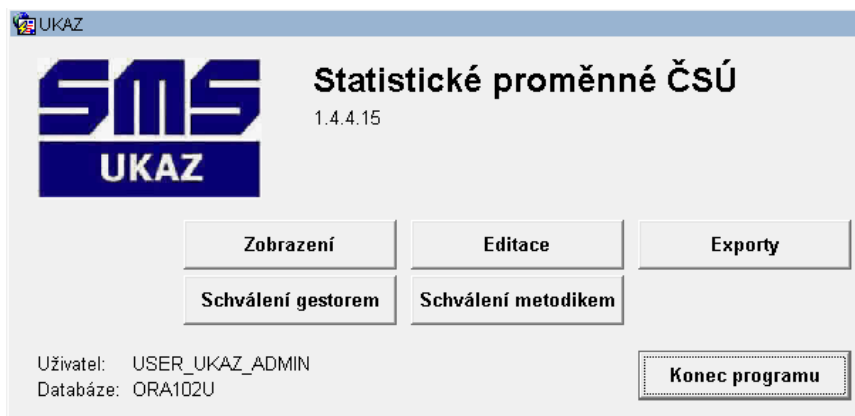 UKAZ
SMS
UKAZ
Statistické proměnné ČSÚ
1.4.4.15
Zobrazení
Editace
Exporty
Schválení gestorem
Schválení metodikem
Uživatel: USER_UKAZ_ADMIN
Databáze: ORA102U
Konec programu